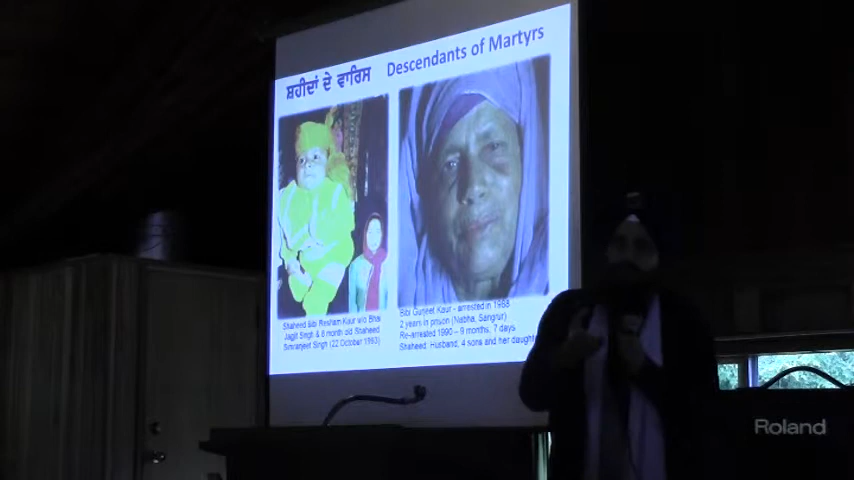 ਸ਼ਹੀਦਾਂ ਦੇ ਵਾਰਿਸ
Descendants of Martyrs
Shaheed Bibi Resham Kaur w/o Bhai
Jagjit Singh & 8 month old Shaheed
Simranjeet Singh (22 October 1993)
Bibi Gurjeet Kaur - arrested in 1988
2 years in prison (Nabha, Sangrur)
Re-arrested 1990 – 9 months, 7 days
Shaheed: Husband, 4 sons and her daught
Roland